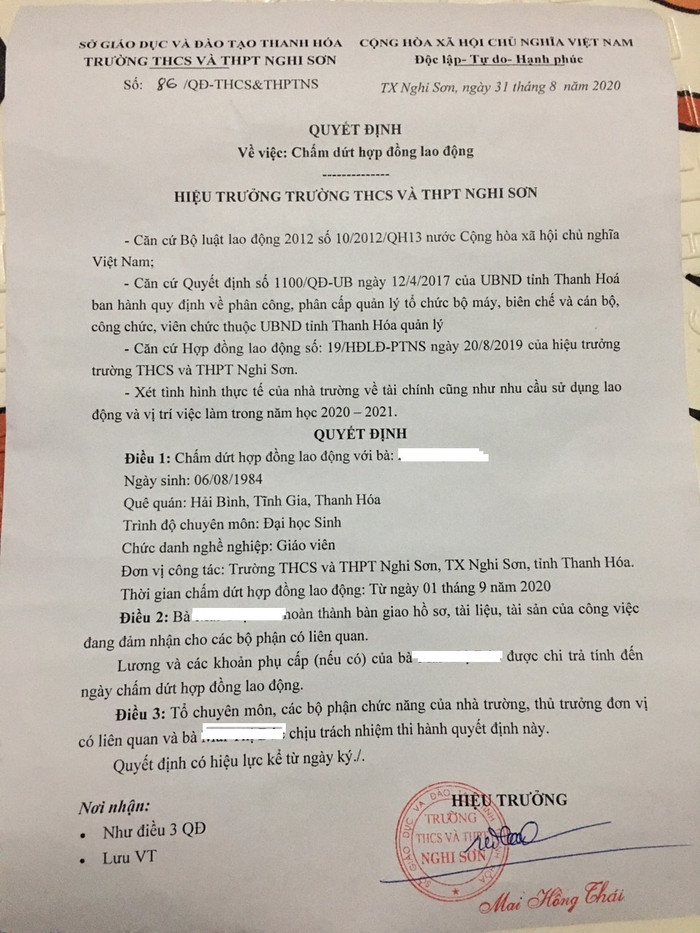 SỞ GIÁO DỤC VÀ ĐÀO TẠO THANH HÓA
TRƯỜNG THCS VÀ THPT NGHI SƠN
Số: 86 /QĐ-THCS&THPTNS
CỘNG HÒA XÃ HỘI CHỦ NGHĨA VIỆT NAM
Độc lập- Tự do- Hạnh phúc
TX Nghi Sơn, ngày 31 tháng 8 năm 2020
QUYẾT ĐỊNH
Về việc: Chấm dứt hợp đồng lao động
--------------
HIỆU TRƯỞNG TRƯỜNG THCS VÀ THPT NGHI SƠN
- Căn cứ Bộ luật lao động 2012 số 10/2012/QH13 nước Cộng hòa xã hội chủ nghĩa
Việt Nam;
- Căn cứ Quyết định số 1100/QĐ-UB ngày 12/4/2017 của UBND tỉnh Thanh Hoá
ban hành quy định về phân công, phân cấp quản lý tổ chức bộ máy, biên chế và cán bộ,
công chức, viên chức thuộc UBND tỉnh Thanh Hóa quản lý
- Căn cứ Hợp đồng lao động số: 19/HĐLĐ-PTNS ngày 20/8/2019 của hiệu trưởng
trường THCS và THPT Nghi Sơn.
- Xét tình hình thực tế của nhà trường về tài chính cũng như nhu cầu sử dụng lao
động và vị trí việc làm trong năm học 2020 – 2021.
QUYẾT ĐỊNH
Điều 1: Chấm dứt hợp đồng lao động với bà:
Ngày sinh: 06/08/1984
Quê quán: Hải Bình, Tĩnh Gia, Thanh Hóa
Trình độ chuyên môn: Đại học Sinh
Chức danh nghề nghiệp: Giáo viên
Đơn vị công tác: Trường THCS và THPT Nghi Sơn, TX Nghi Sơn, tỉnh Thanh Hóa.
Thời gian chấm dứt hợp đồng lao động: Từ ngày 01 tháng 9 năm 2020
Điều 2: Bà hoàn thành bàn giao hồ sơ, tài liệu, tài sản của công việc
đang đảm nhận cho các bộ phận có liên quan.
Lương và các khoản phụ cấp (nếu có) của bà được chi trả tính đến
ngày chấm dứt hợp đồng lao động.
Điều 3: Tổ chuyên môn, các bộ phận chức năng của nhà trường, thủ trưởng đơn vị
có liên quan và bà chịu trách nhiệm thi hành quyết định này.
Quyết định có hiệu lực kể từ ngày ký./.
Nơi nhận:
• Như điều 3 QĐ
• Lưu VT
HIỆU TRƯỞNG
TRƯỜNG
THCS VÀ THPT
NGHI SƠN
Mai Hồng Thái